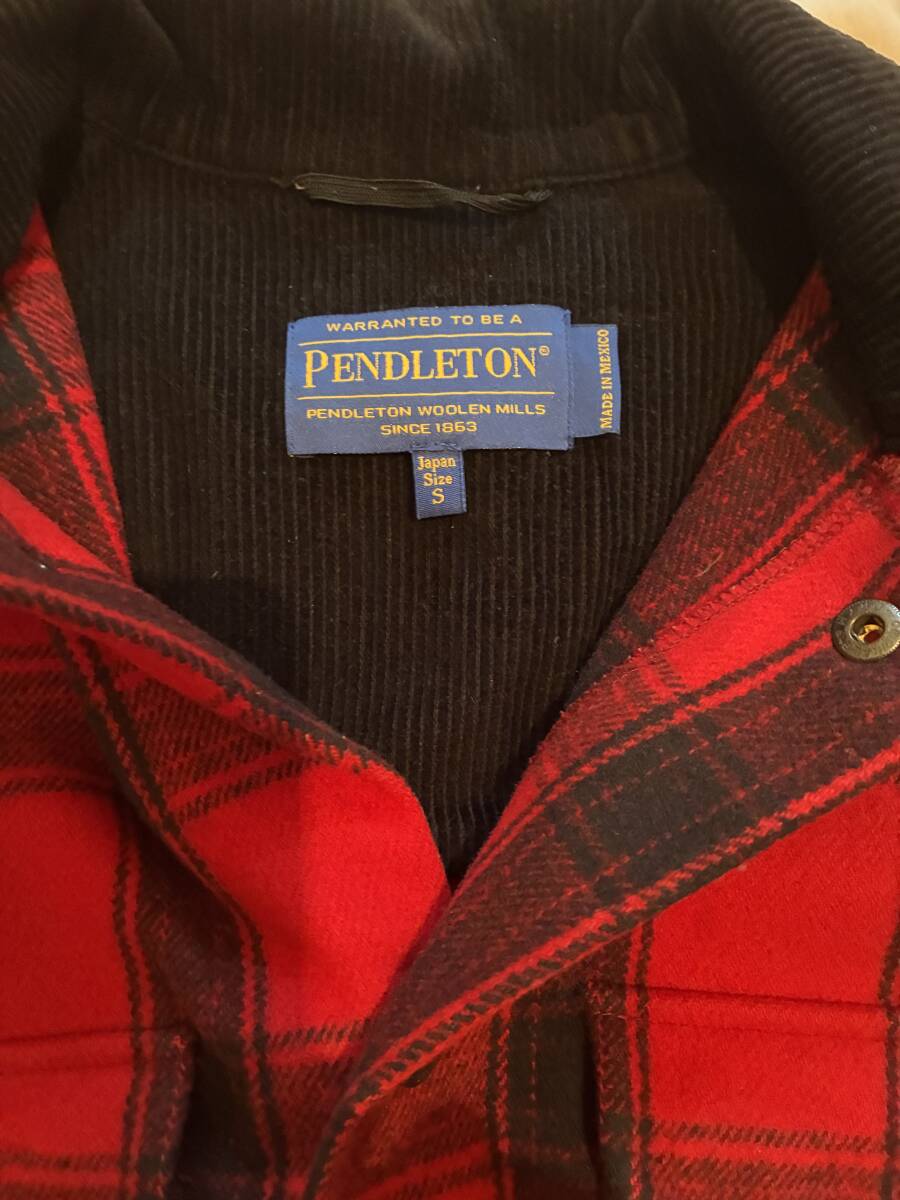 WARRANTED TO BE A
PENDLETON®
PENDLETON WOOLEN MILLS
SINCE 1863
MADE IN MEXICO
Japan
Size
S